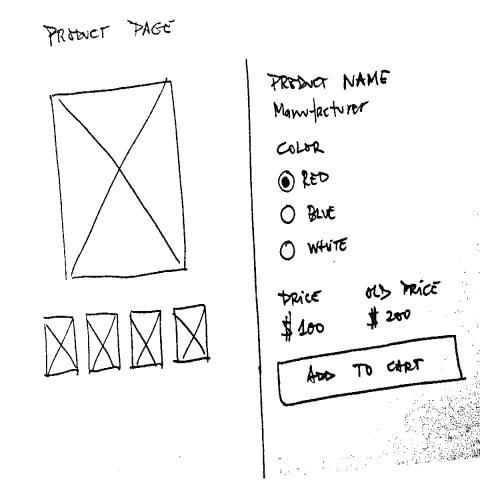 PRODUCT PAGE
PRODUCT NAME
Manufacturer
COLOR
RED
BLUE
WHITE
PRICE OLD PRICE
$100 $200
ADD TO CART